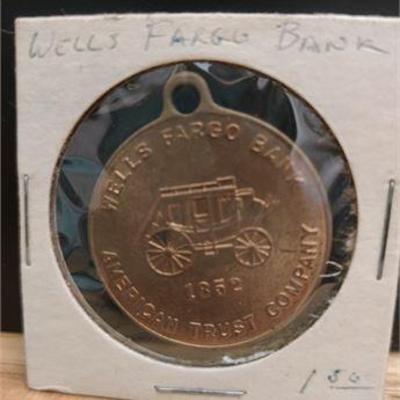 WELLS FARGO BANK
WELLS FARGO BANK
1852
AMERICAN TRUST COMPANY
1 50